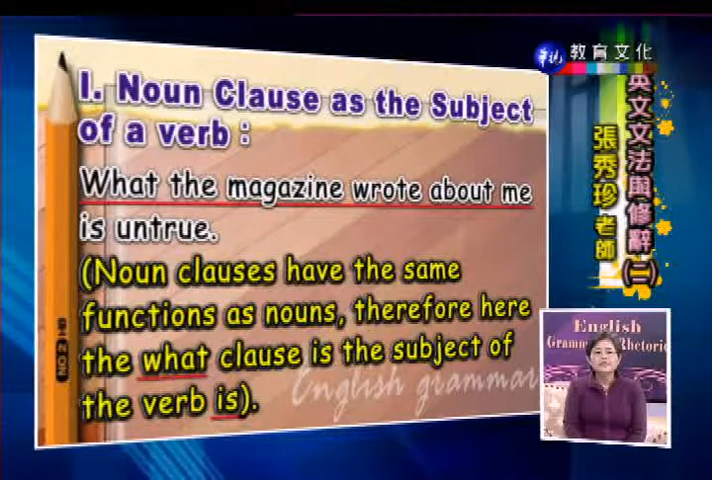 I. Noun Clause as the Subject
of a verb :
What the magazine wrote about me
is untrue.
(Noun clauses have the same
functions as nouns, therefore here
the what clause is the subject of
the verb is).
English grammar
華視 教育文化
英文文法與修辭(二)
張秀珍 老師
English